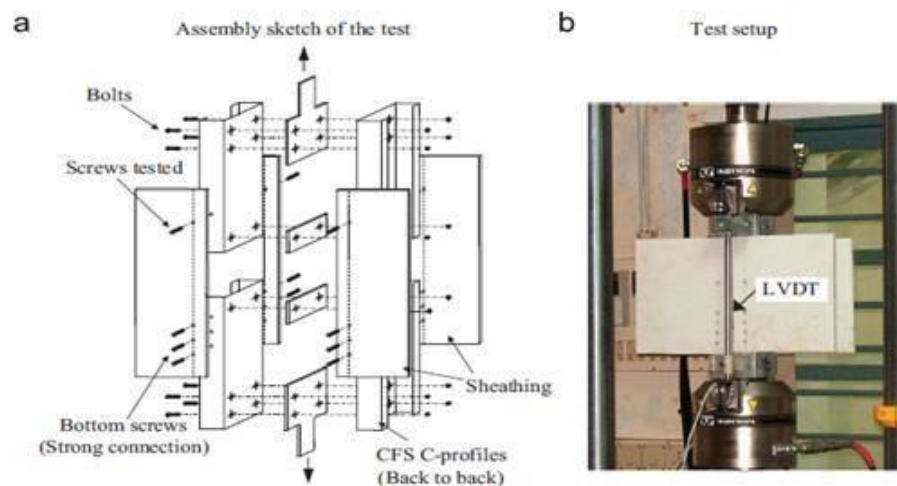 a
Assembly sketch of the test
Bolts
Screws tested
Bottom screws
(Strong connection)
Sheathing
CFS C-profiles
(Back to back)
b
Test setup
LVDT